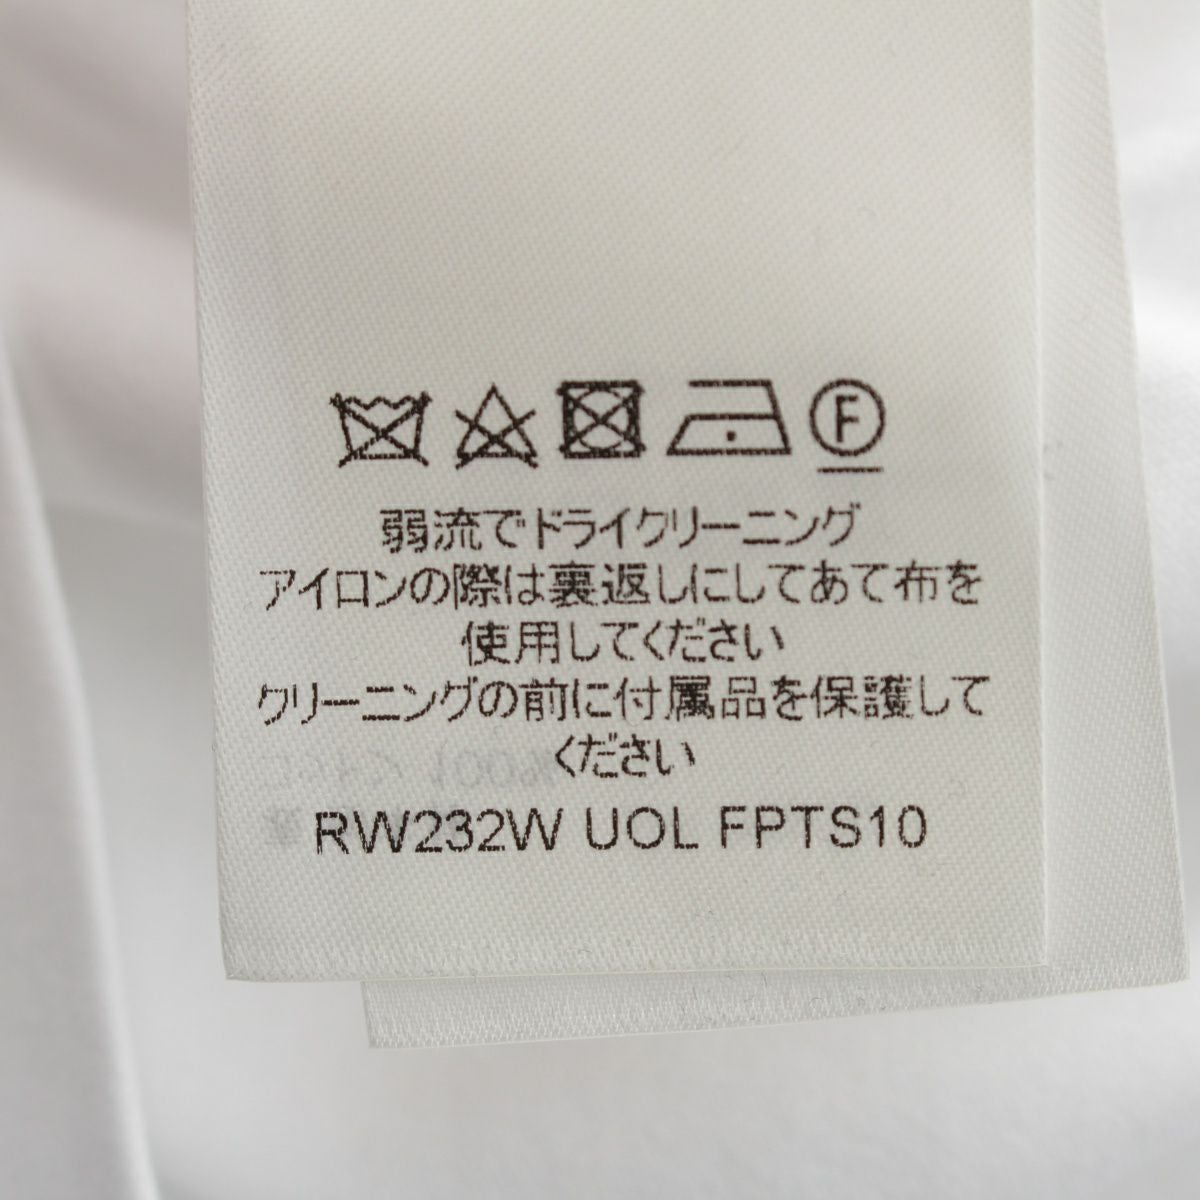 F
弱流でドライクリーニング
アイロンの際は裏返しにしてあて布を
使用してください
クリーニングの前に付属品を保護して
ください
RW232W UOL FPTS10